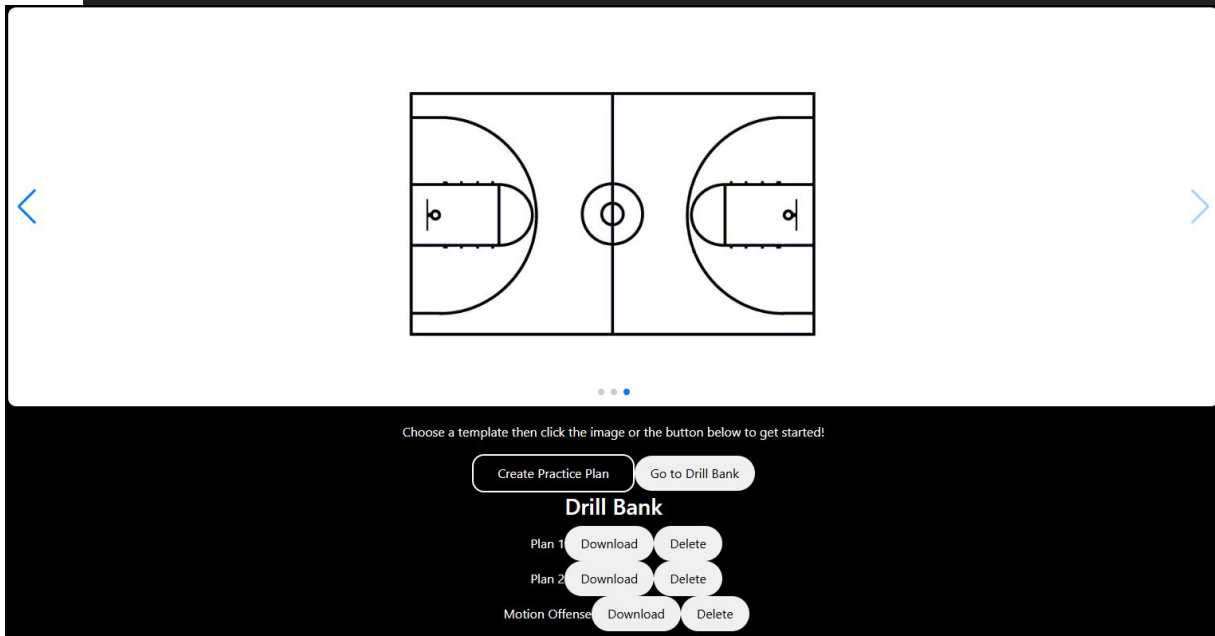 Choose a template then click the image or the button below to get started!
Create Practice Plan Go to Drill Bank
Drill Bank
Plan 1 Download Delete
Plan 2 Download Delete
Motion Offense Download Delete